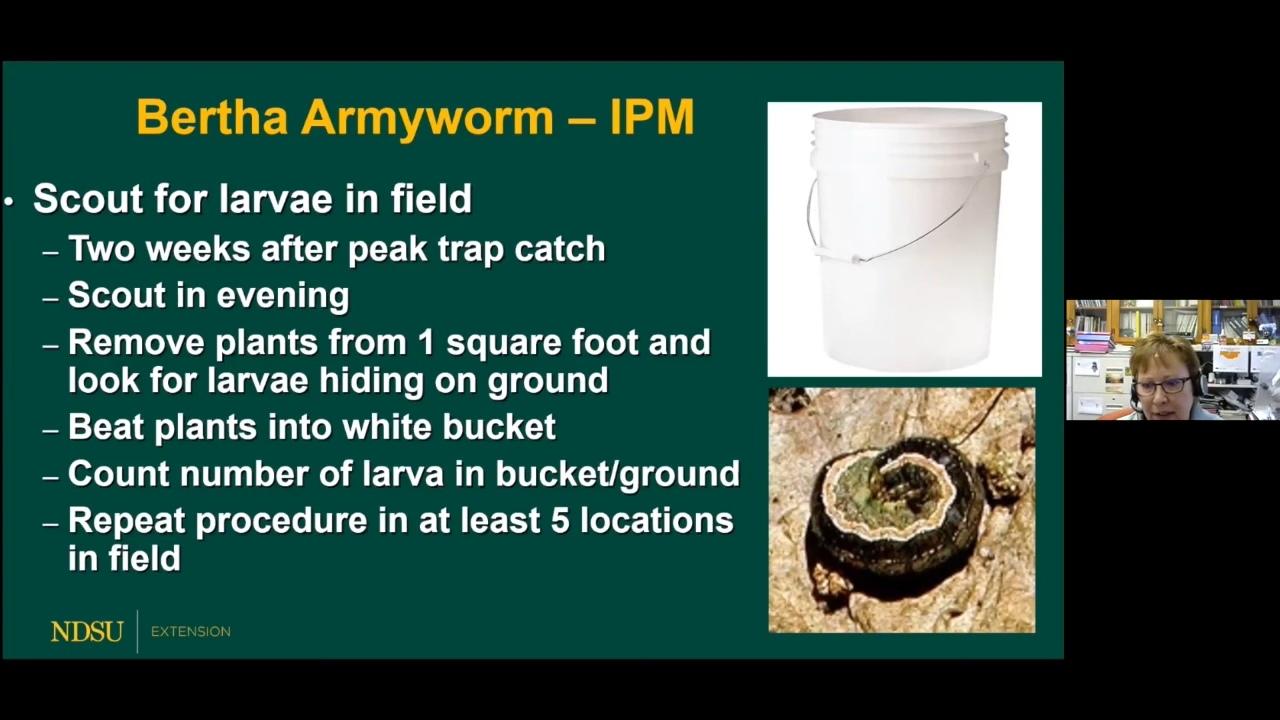 Bertha Armyworm – IPM
• Scout for larvae in field
– Two weeks after peak trap catch
– Scout in evening
– Remove plants from 1 square foot and
look for larvae hiding on ground
– Beat plants into white bucket
– Count number of larva in bucket/ground
– Repeat procedure in at least 5 locations
in field
NDSU | EXTENSION